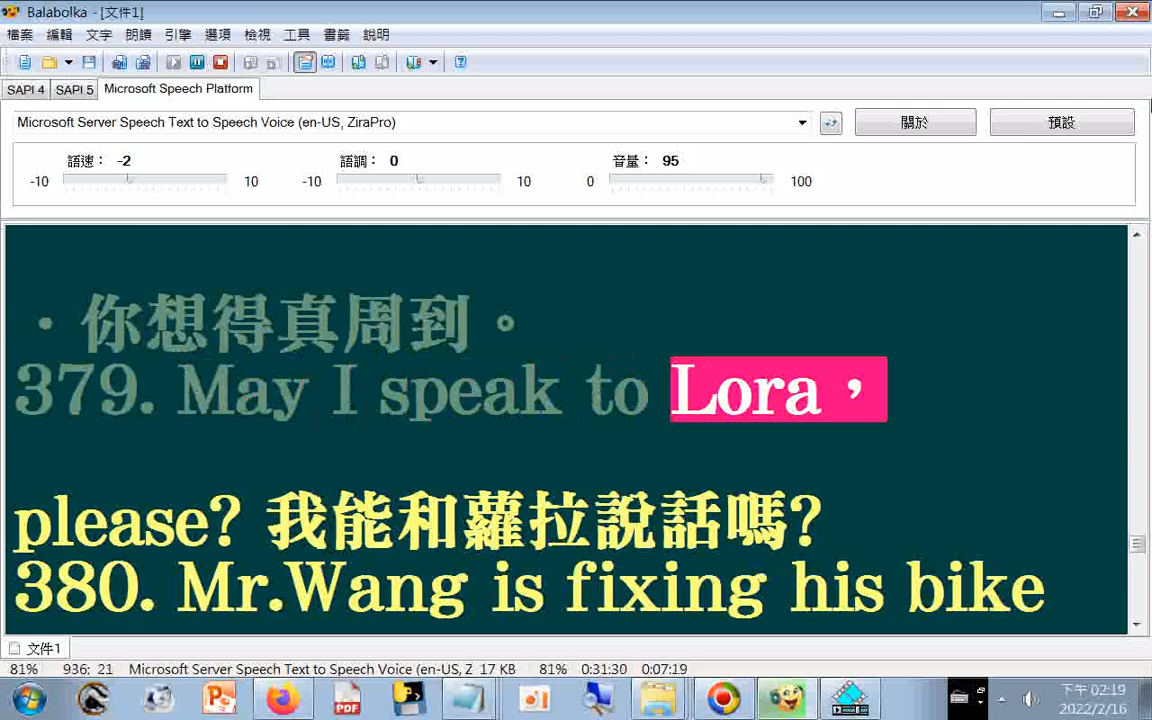 Balabolka - [文件1]
檔案 編輯 文字 朗讀 引擎 選項 檢視 工具 書籤 說明
SAPI 4 SAPI 5 Microsoft Speech Platform
Microsoft Server Speech Text to Speech Voice (en-US, ZiraPro) 關於 預設
語速： -2 語調： 0 音量： 95
-10 10 -10 10 0 100
·你想得真周到。
379. May I speak to Lora，
please? 我能和蘿拉說話嗎?
380. Mr.Wang is fixing his bike
文件1
81% 936: 21 Microsoft Server Speech Text to Speech Voice (en-US, Z 17 KB 81% 0:31:30 0:07:19
PDF
下午 02:19
2022/2/16